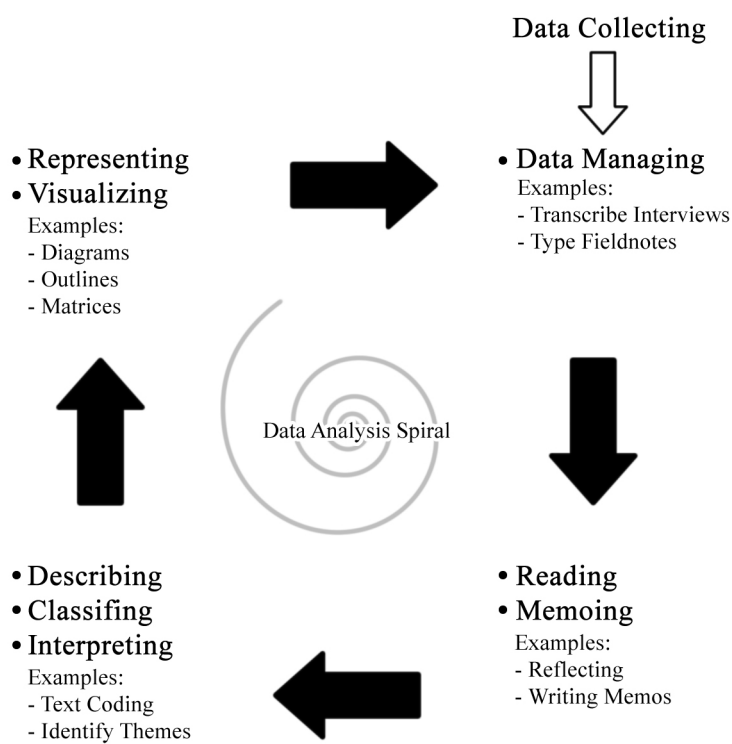 Data Collecting
• Data Managing
Examples:
- Transcribe Interviews
- Type Fieldnotes
• Reading
• Memoing
Examples:
- Reflecting
- Writing Memos
• Describing
• Classifing
• Interpreting
Examples:
- Text Coding
- Identify Themes
• Representing
• Visualizing
Examples:
- Diagrams
- Outlines
- Matrices
Data Analysis Spiral